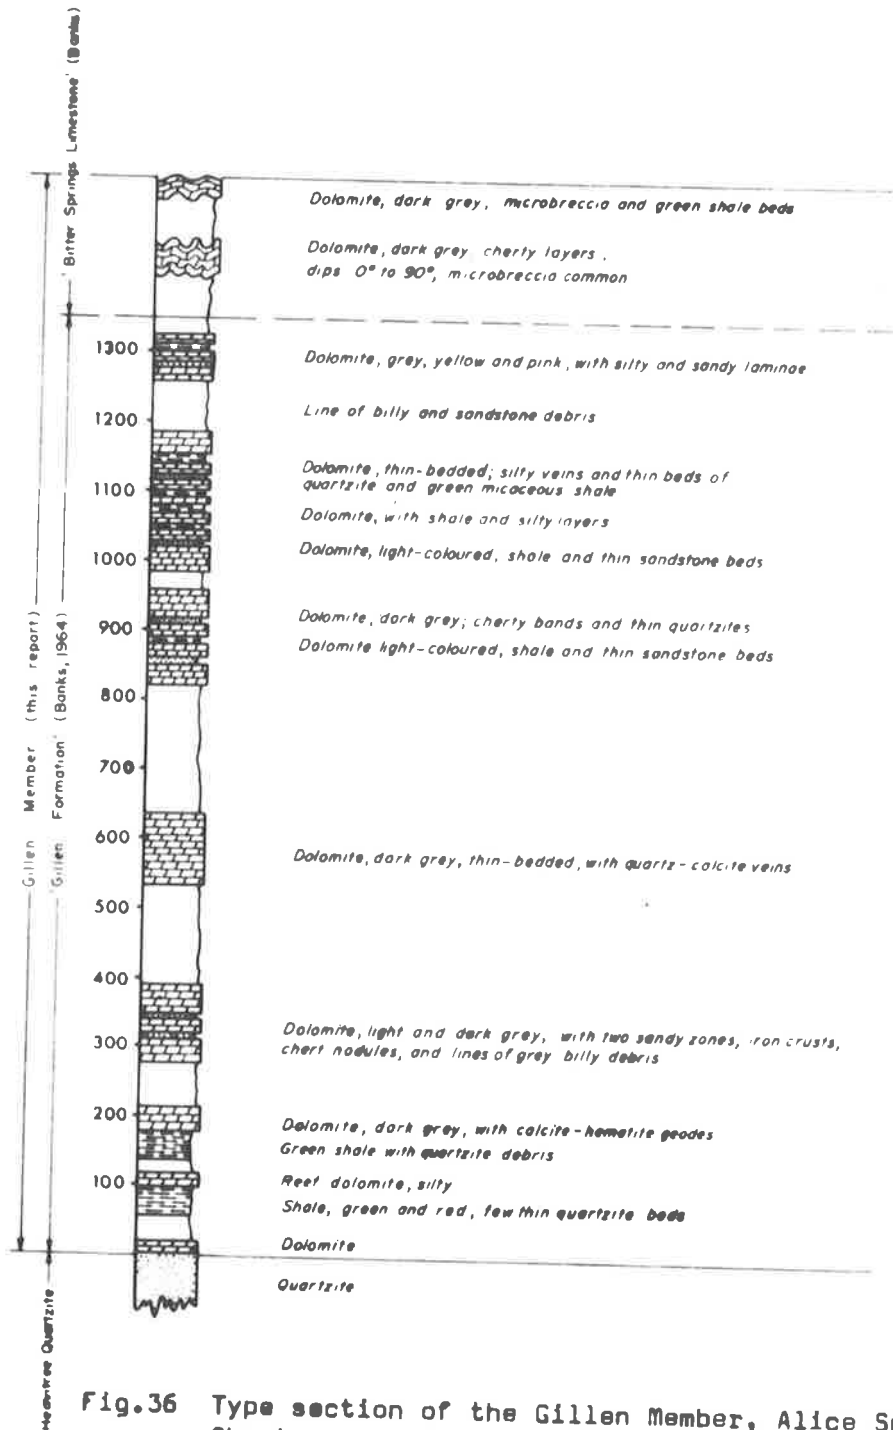 'Bitter Springs Limestone' (Banks)
Dolomite, dark grey, microbreccia and green shale beds
Dolomite, dark grey cherty layers,
dips 0° to 90°, microbreccia common
1300
Dolomite, grey, yellow and pink, with silty and sandy laminae
1200
Line of billy and sandstone debris
Dolomite, thin-bedded; silty veins and thin beds of
quartzite and green micaceous shale
1100
Dolomite, with shale and silty layers
1000
Dolomite, light-coloured, shale and thin sandstone beds
900
Dolomite, dark grey; cherty bands and thin quartzites
Dolomite light-coloured, shale and thin sandstone beds
800
700
600
Dolomite, dark grey, thin-bedded, with quartz-calcite veins
500
400
300
Dolomite, light and dark grey, with two sandy zones, iron crusts,
chert nodules, and lines of grey billy debris
200
Dolomite, dark grey, with calcite-hematite geodes
Green shale with quartzite debris
100
Reef dolomite, silty
Shale, green and red, few thin quartzite beds
Dolomite
Quartzite
Gillen Member (this report)
'Gillen Formation' (Banks, 1964)
Heavitree Quartzite
Fig.36 Type section of the Gillen Member, Alice